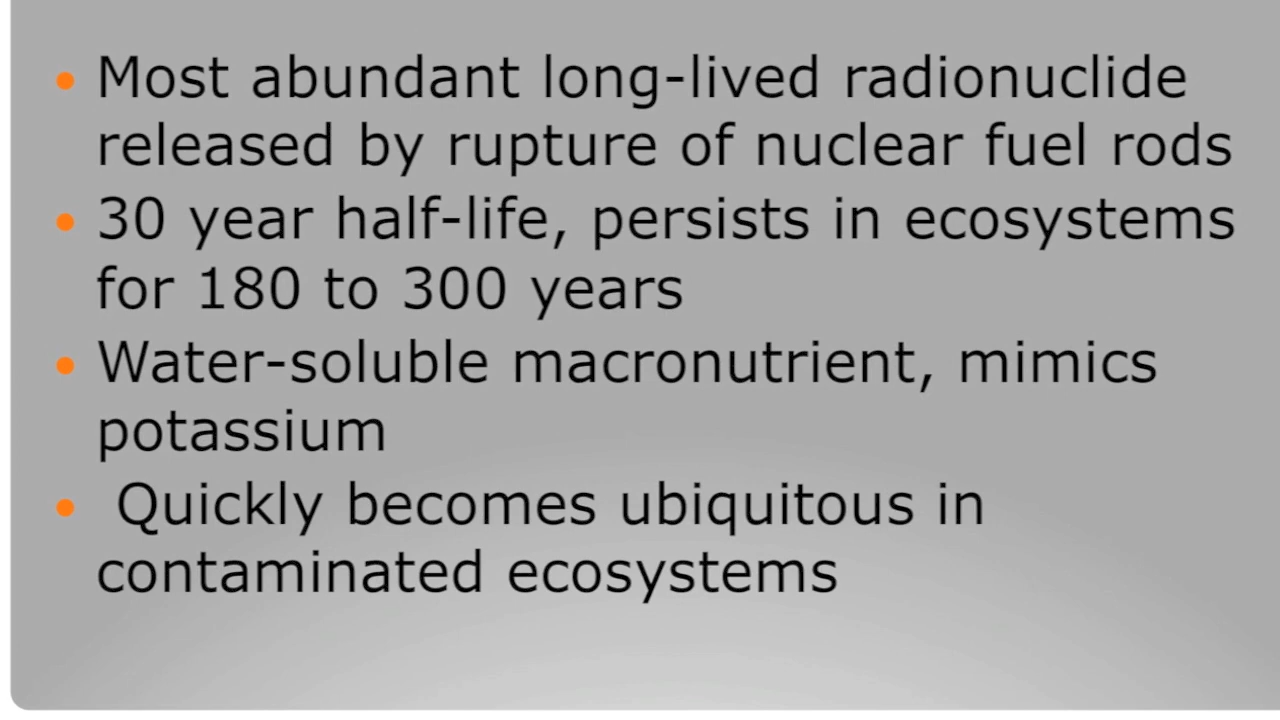 • Most abundant long-lived radionuclide
released by rupture of nuclear fuel rods
• 30 year half-life, persists in ecosystems
for 180 to 300 years
• Water-soluble macronutrient, mimics
potassium
• Quickly becomes ubiquitous in
contaminated ecosystems